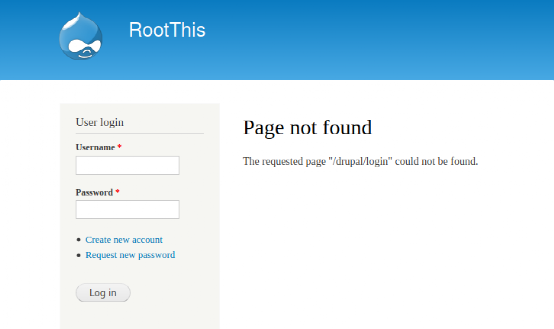 RootThis
User login
Username *
Password *
Create new account
Request new password
Log in
Page not found
The requested page "/drupal/login" could not be found.